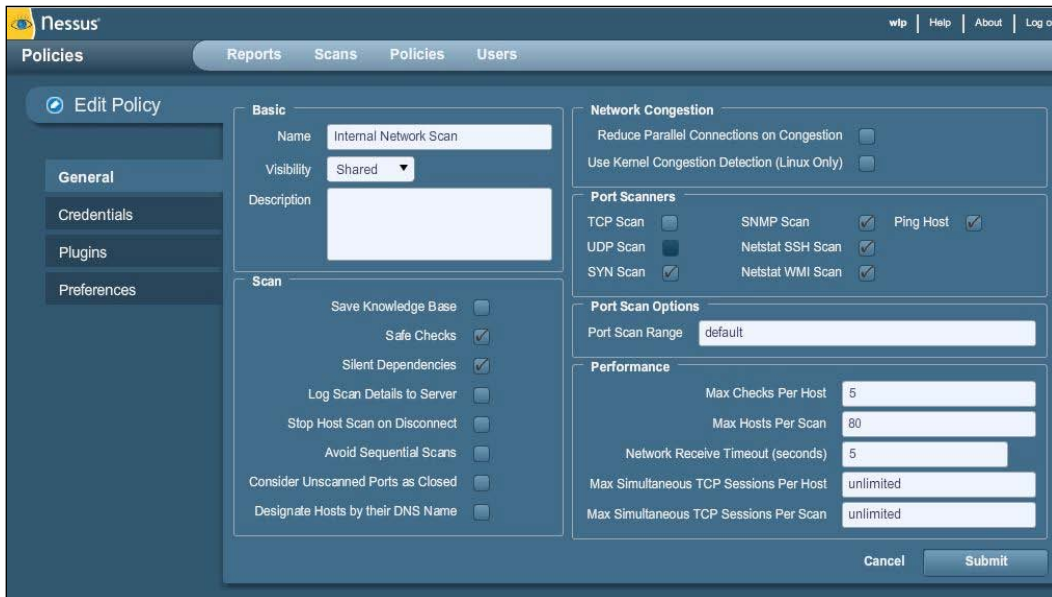 Nessus
wlp | Help | About | Log o
Policies
Reports Scans Policies Users
Edit Policy
General
Credentials
Plugins
Preferences
Basic
Name Internal Network Scan
Visibility Shared
Description
Scan
Save Knowledge Base
Safe Checks
Silent Dependencies
Log Scan Details to Server
Stop Host Scan on Disconnect
Avoid Sequential Scans
Consider Unscanned Ports as Closed
Designate Hosts by their DNS Name
Network Congestion
Reduce Parallel Connections on Congestion
Use Kernel Congestion Detection (Linux Only)
Port Scanners
TCP Scan SNMP Scan Ping Host
UDP Scan Netstat SSH Scan
SYN Scan Netstat WMI Scan
Port Scan Options
Port Scan Range default
Performance
Max Checks Per Host 5
Max Hosts Per Scan 80
Network Receive Timeout (seconds) 5
Max Simultaneous TCP Sessions Per Host unlimited
Max Simultaneous TCP Sessions Per Scan unlimited
Cancel Submit